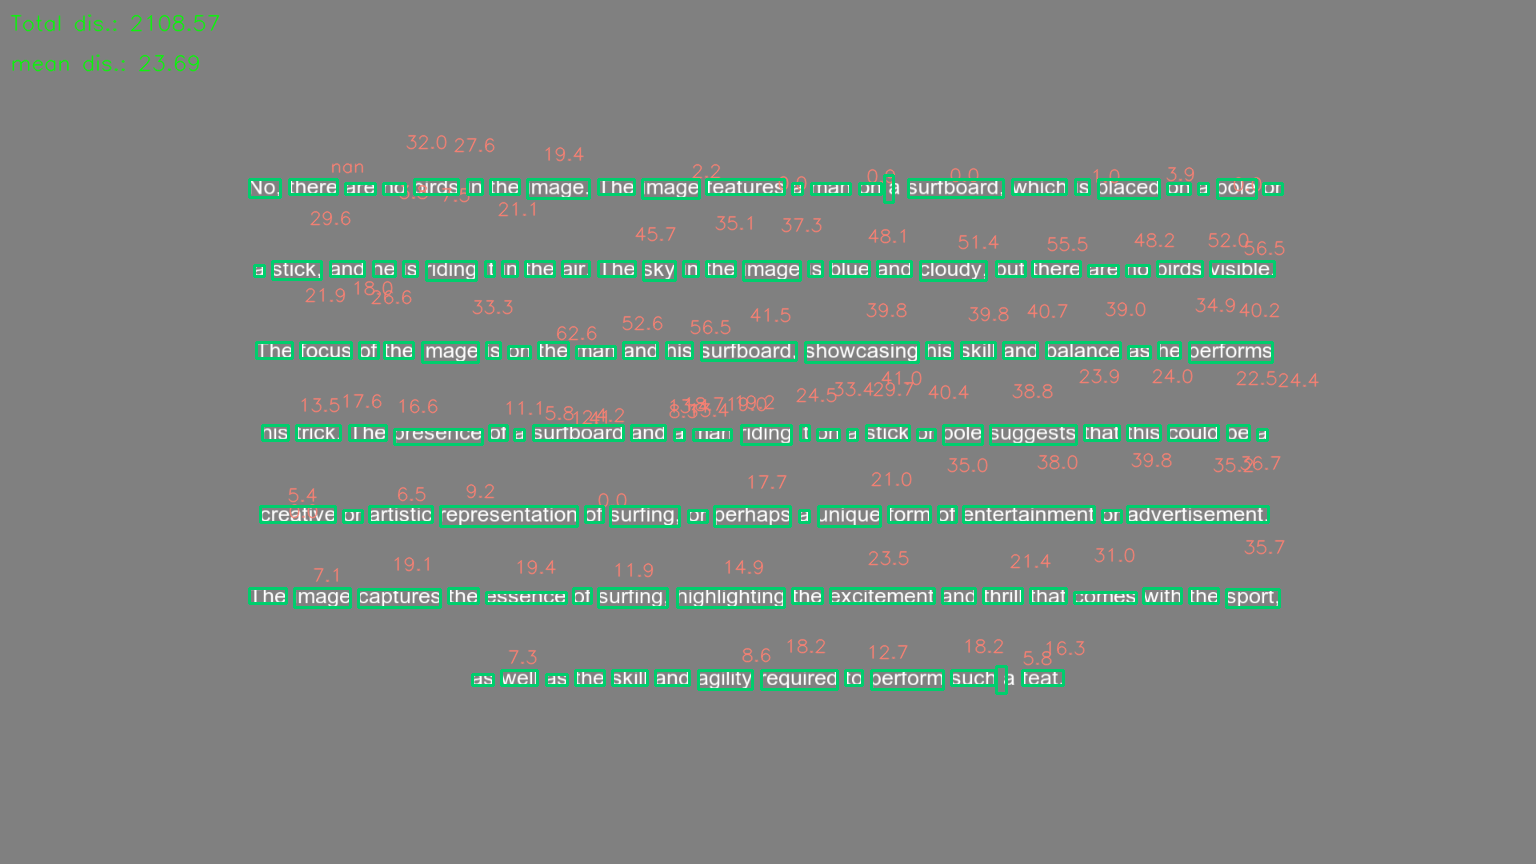 Total dis.: 2108.57
mean dis.: 23.69
32.0 27.6 19.4
nan 2.2 0.0 0.0 1.0 3.9
No, there are no birds in the image. The image features a man on a surfboard, which is placed on a pole or
29.6 21.1 45.7 35.1 37.3 48.1 51.4 55.5 48.2 52.0 56.5
a stick, and he is riding it in the air. The sky in the image is blue and cloudy, but there are no birds visible.
21.9 18.0 26.6 33.3 62.6 52.6 56.5 41.5 39.8 39.8 40.7 39.0 34.9 40.2
The focus of the image is on the man and his surfboard, showcasing his skill and balance as he performs
13.5 17.6 16.6 11.1 5.8 19.2 24.5 33.4 29.7 41.0 40.4 38.8 23.9 24.0 22.5 24.4
his trick. The presence of a surfboard and a man riding it on a stick or pole suggests that this could be a
5.4 6.5 9.2 0.0 17.7 21.0 35.0 38.0 39.8 36.7
creative or artistic representation of surfing, or perhaps a unique form of entertainment or advertisement.
7.1 19.1 19.4 11.9 14.9 23.5 21.4 31.0 35.7
The image captures the essence of surfing, highlighting the excitement and thrill that comes with the sport,
7.3 8.6 18.2 12.7 18.2 5.8 16.3
as well as the skill and agility required to perform such a feat.